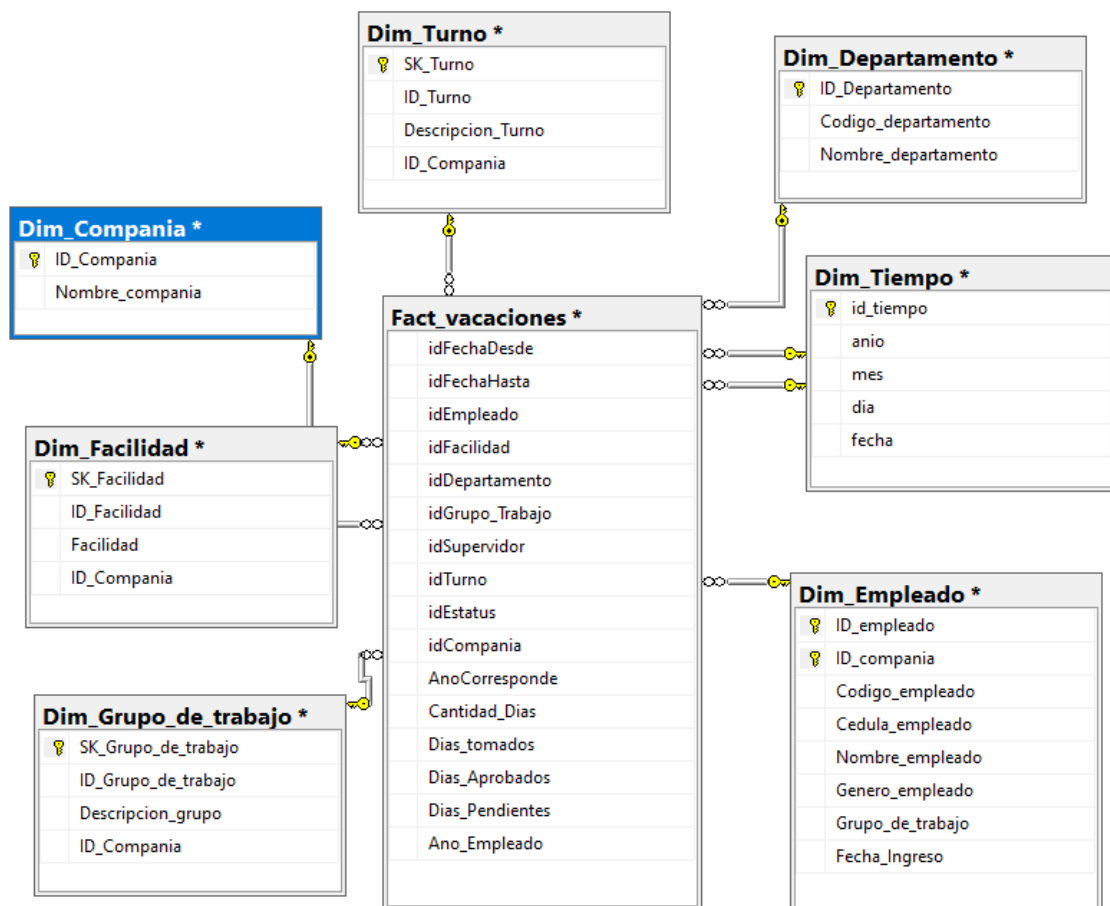 Dim_Turno *
SK_Turno
ID_Turno
Descripcion_Turno
ID_Compania
Dim_Departamento *
ID_Departamento
Codigo_departamento
Nombre_departamento
Dim_Compania *
ID_Compania
Nombre_compania
Dim_Tiempo *
id_tiempo
anio
mes
dia
fecha
Fact_vacaciones *
idFechaDesde
idFechaHasta
idEmpleado
idFacilidad
idDepartamento
idGrupo_Trabajo
idSupervidor
idTurno
idEstatus
idCompania
AnoCorresponde
Cantidad_Dias
Dias_tomados
Dias_Aprobados
Dias_Pendientes
Ano_Empleado
Dim_Facilidad *
SK_Facilidad
ID_Facilidad
Facilidad
ID_Compania
Dim_Empleado *
ID_empleado
ID_compania
Codigo_empleado
Cedula_empleado
Nombre_empleado
Genero_empleado
Grupo_de_trabajo
Fecha_Ingreso
Dim_Grupo_de_trabajo *
SK_Grupo_de_trabajo
ID_Grupo_de_trabajo
Descripcion_grupo
ID_Compania